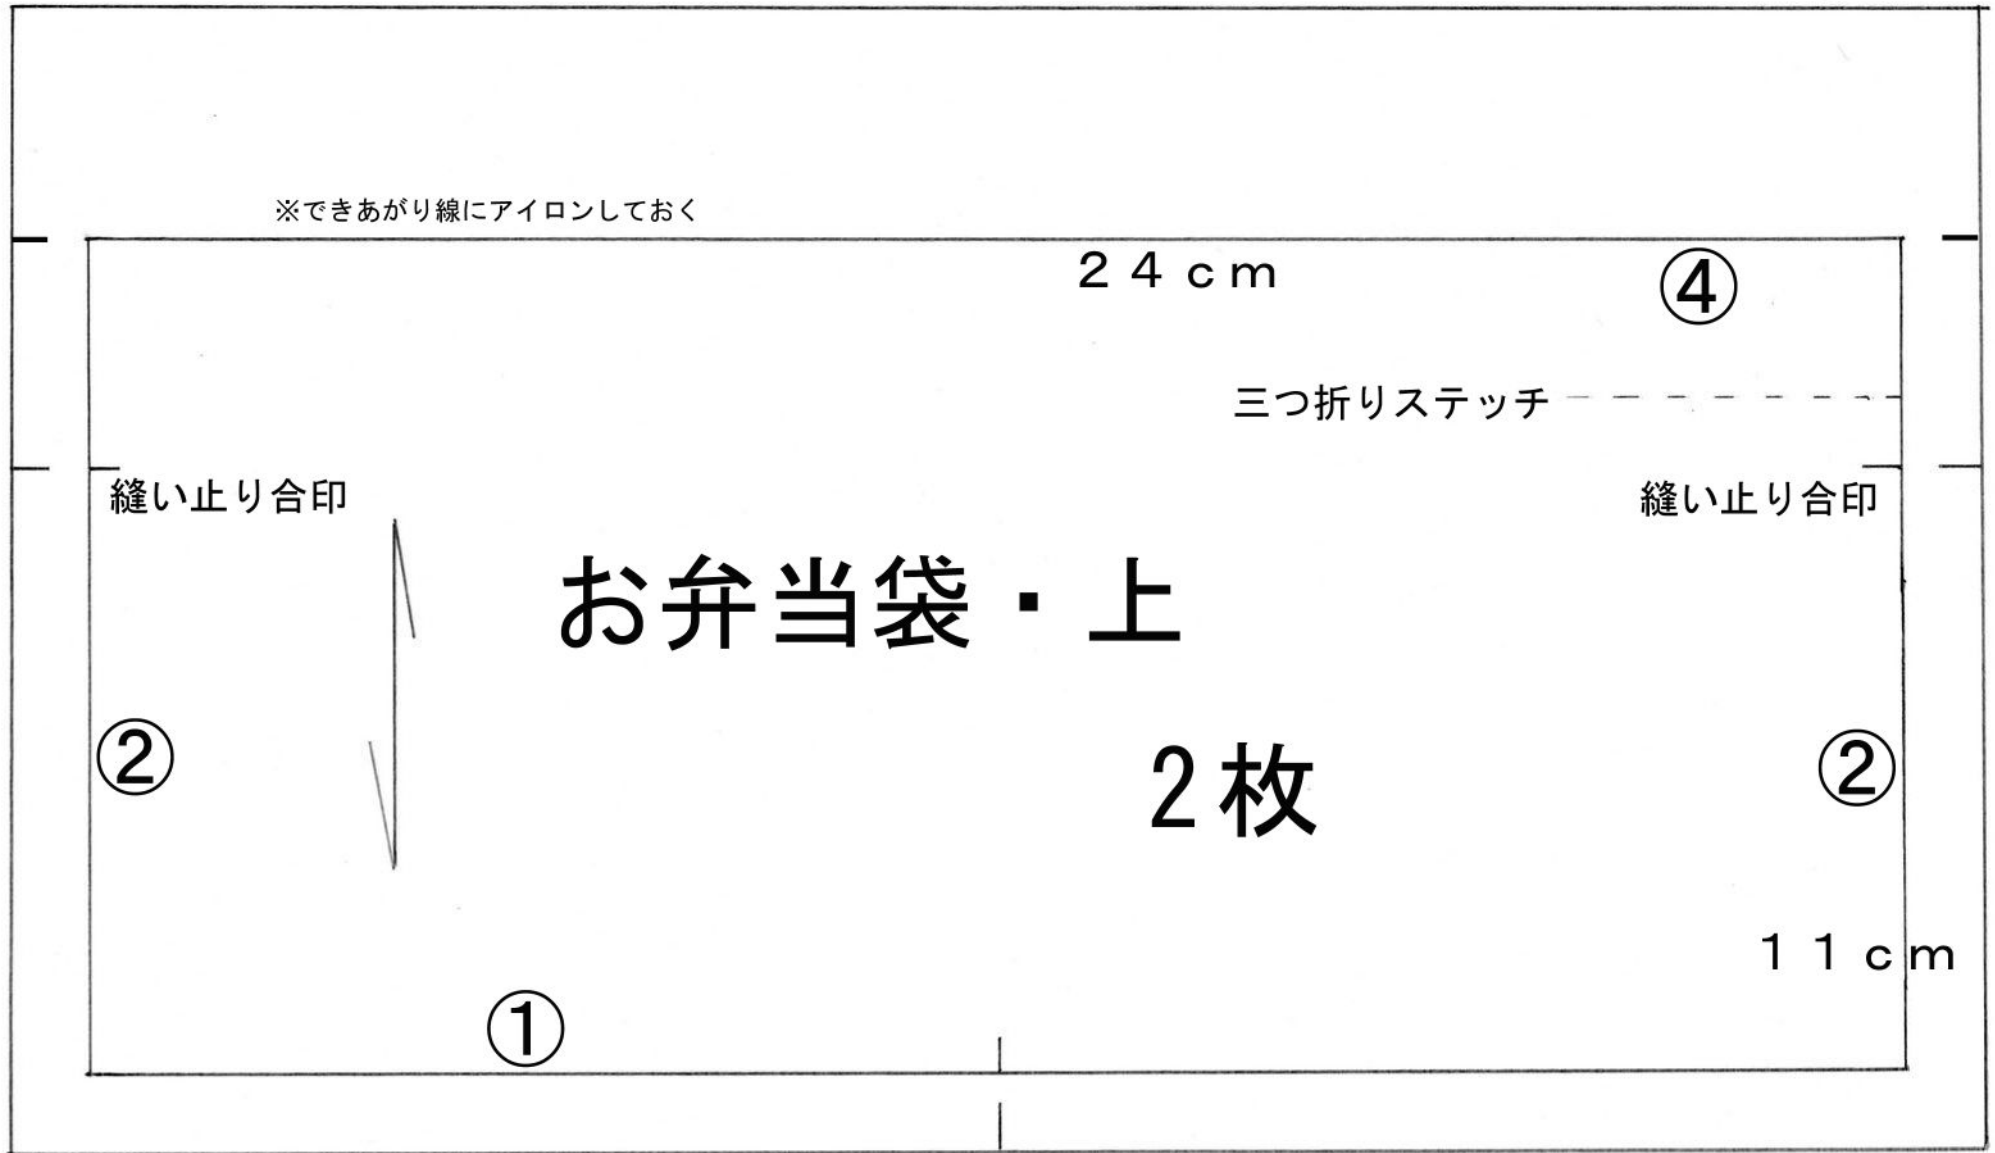 ※できあがり線にアイロンしておく
２４ｃｍ
④
三つ折りステッチ
縫い止り合印
縫い止り合印
お弁当袋・上
②
2枚
②
１１ｃｍ
①